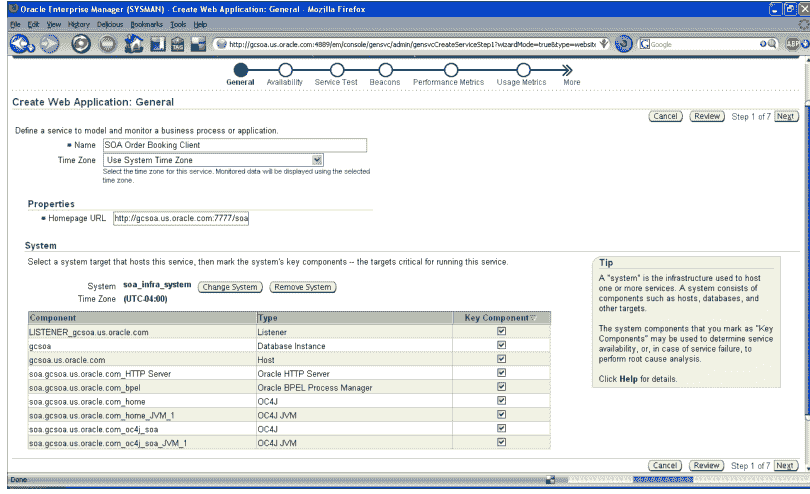 Oracle Enterprise Manager (SYSMAN) - Create Web Application: General - Mozilla Firefox
File Edit View History Delicious Bookmarks Tools Help
http://gcsoa.us.oracle.com:4889/em/console/gensvc/admin/gensvcCreateServiceStep1?wizardMode=true&type=websit Google ABP
General Availability Service Test Beacons Performance Metrics Usage Metrics More
Create Web Application: General
Cancel Review Step 1 of 7 Next
Define a service to model and monitor a business process or application.
* Name SOA Order Booking Client
Time Zone Use System Time Zone
Select the time zone for this service. Monitored data will be displayed using the selected
time zone.
Properties
* Homepage URL http://gcsoa.us.oracle.com:7777/soa
System
Select a system target that hosts this service, then mark the system's key components -- the targets critical for running this service.
System soa_infra_system Change System Remove System
Time Zone (UTC-04:00)
Component Type Key Component
LISTENER_gcsoa.us.oracle.com Listener
gcsoa Database Instance
gcsoa.us.oracle.com Host
soa.gcsoa.us.oracle.com_HTTP Server Oracle HTTP Server
soa.gcsoa.us.oracle.com_bpel Oracle BPEL Process Manager
soa.gcsoa.us.oracle.com_home OC4J
soa.gcsoa.us.oracle.com_home_JVM_1 OC4J JVM
soa.gcsoa.us.oracle.com_oc4j_soa OC4J
soa.gcsoa.us.oracle.com_oc4j_soa_JVM_1 OC4J JVM
Tip
A "system" is the infrastructure used to host
one or more services. A system consists of
components such as hosts, databases, and
other targets.
The system components that you mark as "Key
Components" may be used to determine service
availability, or, in case of service failure, to
perform root cause analysis.
Click Help for details.
Cancel Review Step 1 of 7 Next
Done